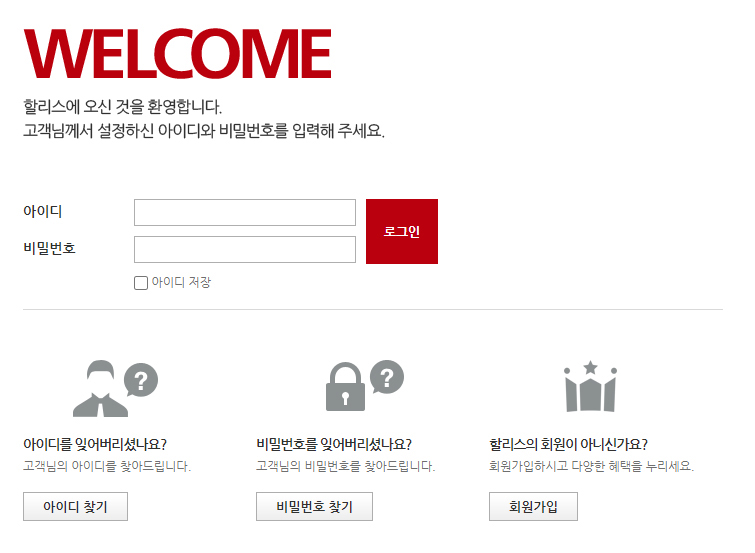 WELCOME
할리스에 오신 것을 환영합니다.
고객님께서 설정하신 아이디와 비밀번호를 입력해 주세요.
아이디
로그인
비밀번호
아이디 저장
?
?
아이디를 잊어버리셨나요?
고객님의 아이디를 찾아드립니다.
아이디 찾기
비밀번호를 잊어버리셨나요?
고객님의 비밀번호를 찾아드립니다.
비밀번호 찾기
할리스의 회원이 아니신가요?
회원가입하시고 다양한 혜택을 누리세요.
회원가입